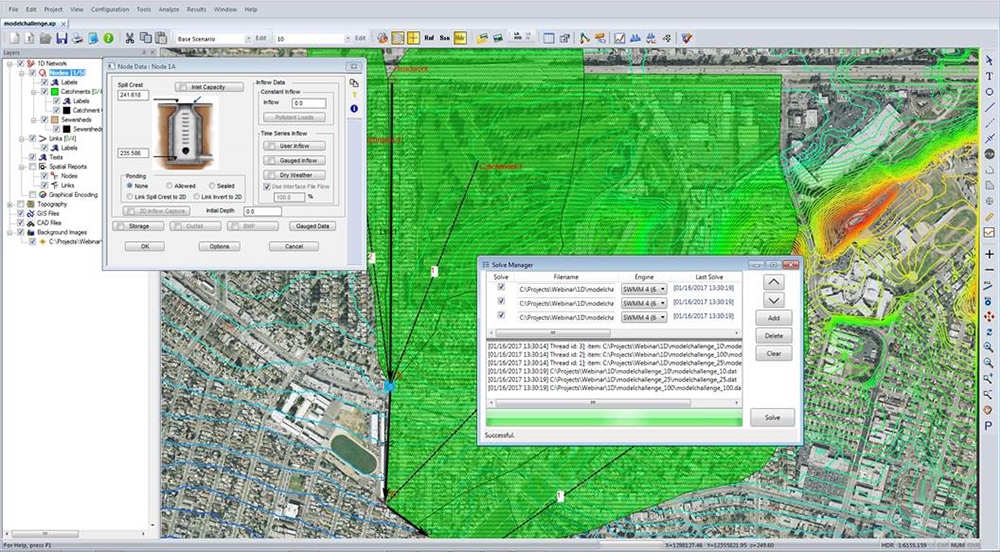 File Edit Project View Configuration Tools Analyze Results Window Help
modelchallenge.xp
Base Scenario Edit 10 Edit
Layers
1D Network
Nodes [1/5]
Labels
Catchments [0/4]
Labels
Catchment
Sewersheds
Sewersheds
Links [0/4]
Labels
Texts
Spatial Reports
Nodes
Links
Graphical Encoding
Topography
GIS Files
CAD Files
Background Images
C:\Projects\Webinar
Node Data : Node 1A
Spill Crest
241.618
Inlet Capacity
235.586
Ponding
None Allowed Sealed
Link Spill Crest to 2D Link Invert to 2D
2D Inflow Capture Initial Depth 0.0
Storage Outfall BMP Gauged Data
OK Options Cancel
Inflow Data
Constant Inflow
Inflow 0.0
Pollutant Loads
Time Series Inflow
User Inflow
Gauged Inflow
Dry Weather
Use Interface File Flow
100.0 %
Solve Manager
Solve Filename Engine Last Solve
C:\Projects\Webinar\1D\modelcha SWMM 4 (6 [01/16/2017 13:30:19]
C:\Projects\Webinar\1D\modelcha SWMM 4 (6 [01/16/2017 13:30:19]
C:\Projects\Webinar\1D\modelcha SWMM 4 (6 [01/16/2017 13:30:19]
Add
Delete
Clear
[01/16/2017 13:30:14] Thread id: 3]: item: C:\Projects\Webinar\1D\modelchallenge_10\mode
[01/16/2017 13:30:14] Thread id: 2]: item: C:\Projects\Webinar\1D\modelchallenge_100\mod
[01/16/2017 13:30:14] Thread id: 1]: item: C:\Projects\Webinar\1D\modelchallenge_25\mode
[01/16/2017 13:30:19] C:\Projects\Webinar\1D\modelchallenge_10\modelchallenge_10.dat
[01/16/2017 13:30:19] C:\Projects\Webinar\1D\modelchallenge_25\modelchallenge_25.dat
[01/16/2017 13:30:19] C:\Projects\Webinar\1D\modelchallenge_100\modelchallenge_100.da
Solve
Successful.
For Help, press F1
X=1298127.46 Y=12355821.95 z=249.60 HDR 1:6155.159 CAP NUM OVR